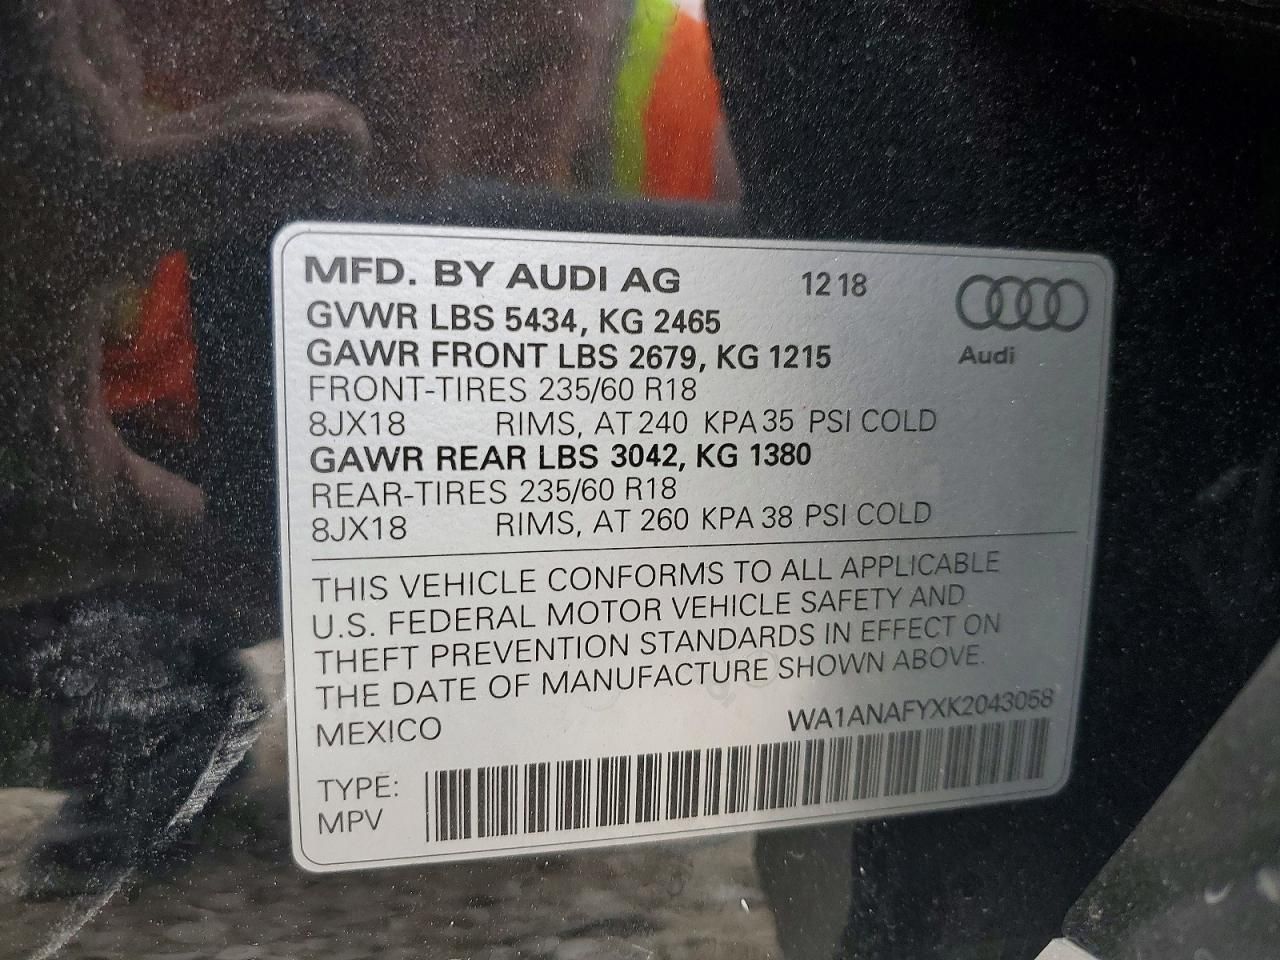 MFD. BY AUDI AG 12 18
GVWR LBS 5434, KG 2465
GAWR FRONT LBS 2679, KG 1215
Audi
FRONT-TIRES 235/60 R18
8JX18 RIMS, AT 240 KPA 35 PSI COLD
GAWR REAR LBS 3042, KG 1380
REAR-TIRES 235/60 R18
8JX18 RIMS, AT 260 KPA 38 PSI COLD
THIS VEHICLE CONFORMS TO ALL APPLICABLE
U.S. FEDERAL MOTOR VEHICLE SAFETY AND
THEFT PREVENTION STANDARDS IN EFFECT ON
THE DATE OF MANUFACTURE SHOWN ABOVE.
MEXICO WA1ANAFYXK2043058
TYPE:
MPV